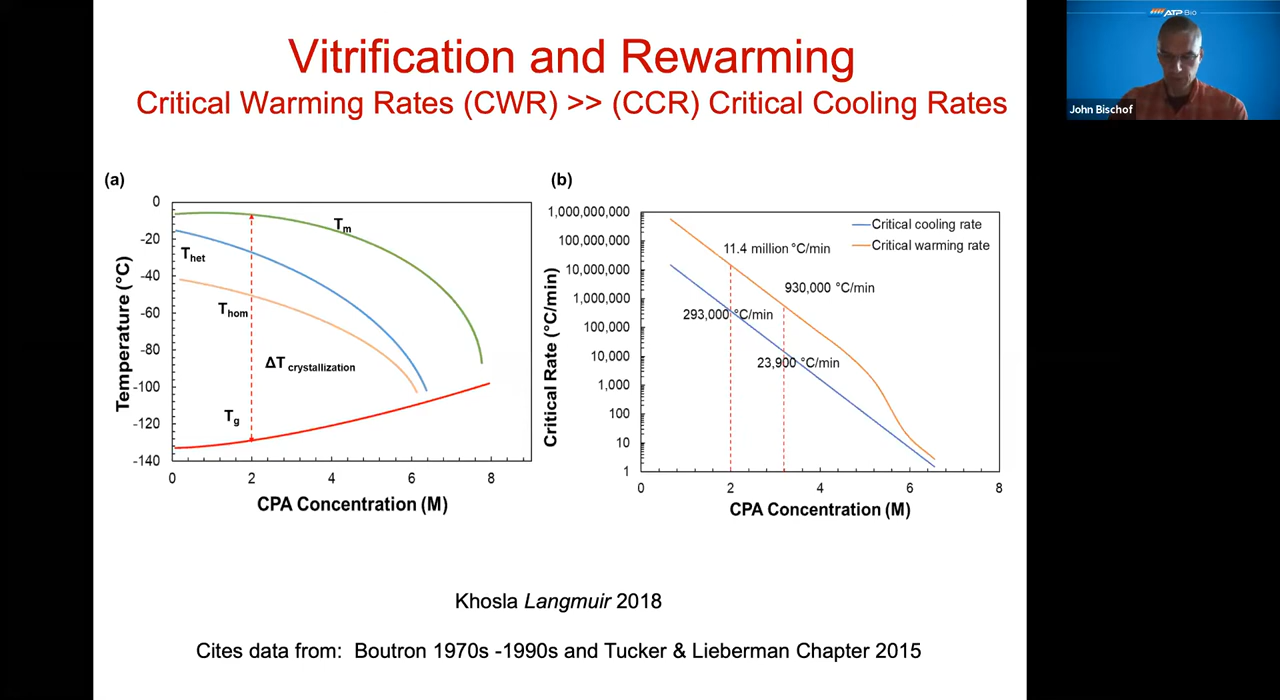 Vitrification and Rewarming
Critical Warming Rates (CWR) >> (CCR) Critical Cooling Rates
(a)
0
-20
-40
-60
-80
-100
-120
-140
Temperature (°C)
Tm
Thet
Thom
ΔTcrystallization
Tg
0 2 4 6 8
CPA Concentration (M)
(b)
1,000,000,000
100,000,000
10,000,000
1,000,000
100,000
10,000
1,000
100
10
1
Critical Rate (°C/min)
Critical cooling rate
Critical warming rate
11.4 million °C/min
930,000 °C/min
293,000 °C/min
23,900 °C/min
0 2 4 6 8
CPA Concentration (M)
Khosla Langmuir 2018
Cites data from: Boutron 1970s -1990s and Tucker & Lieberman Chapter 2015
ATP Bio
John Bischof